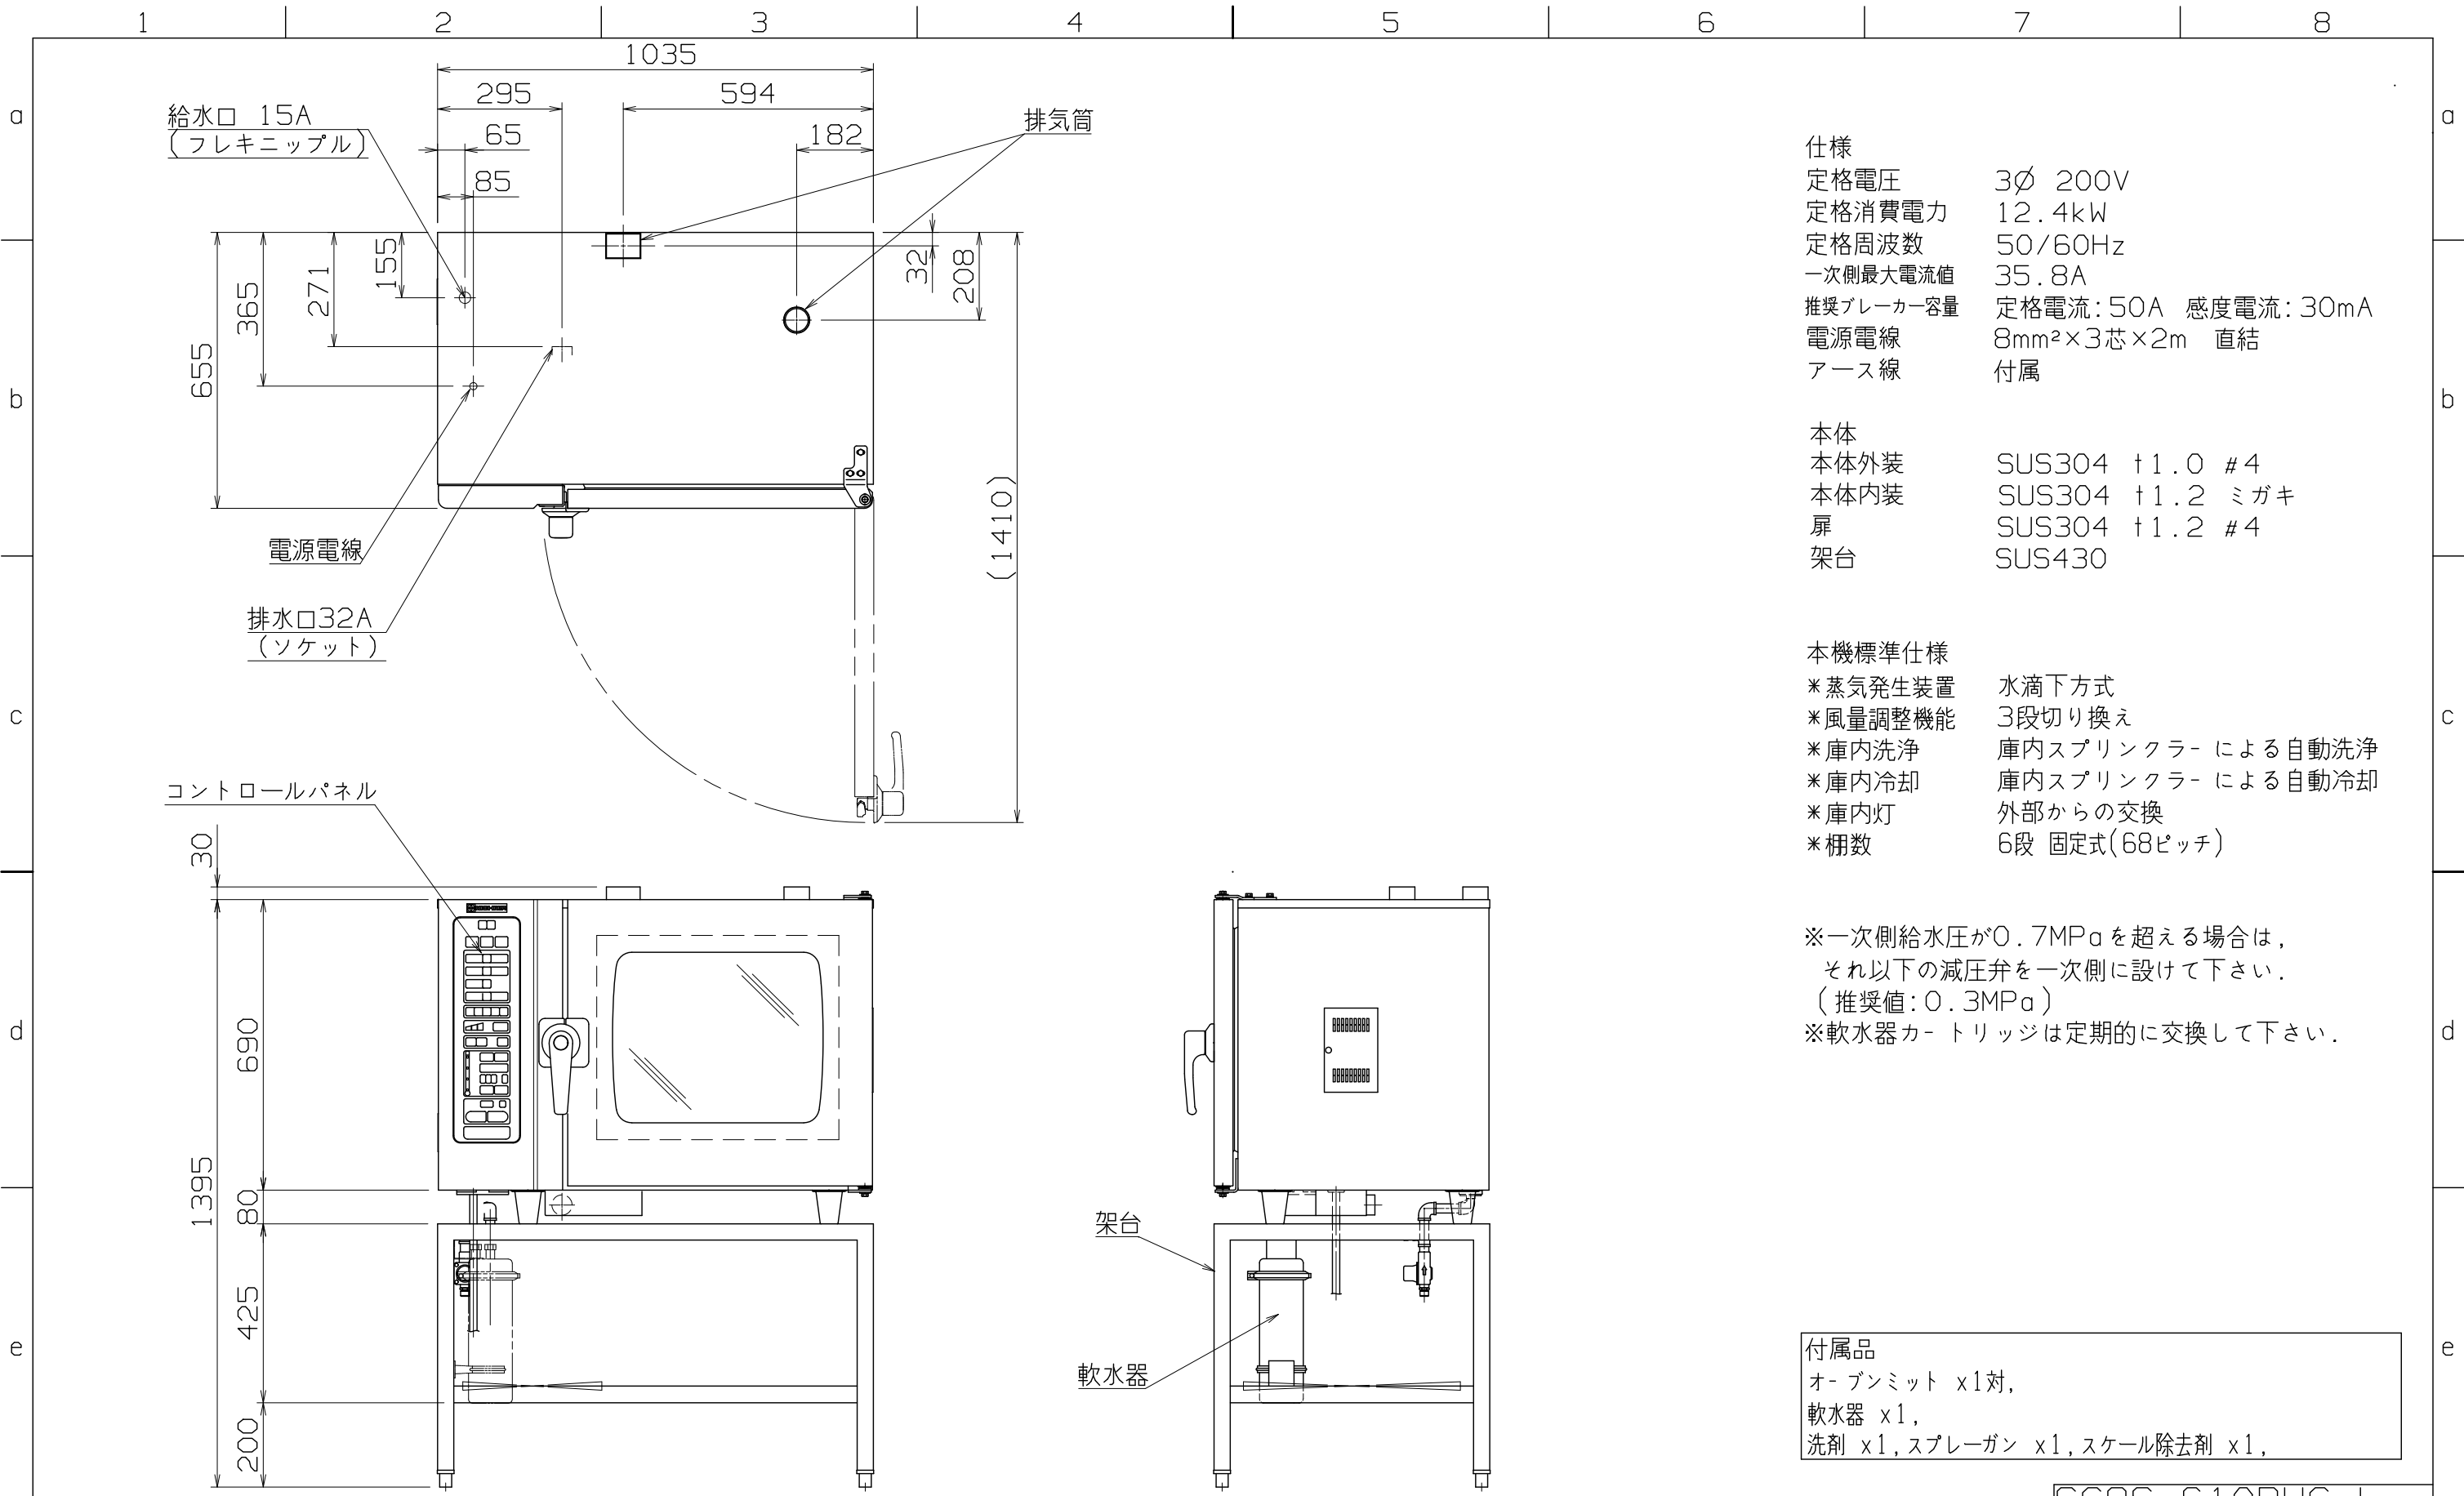 1 2 3 4 5 6 7 8
a
a
b
b
c
c
d
d
e
e
1035
295
594
65
182
85
給水口 15A
(フレキニップル)
排気筒
655
365
271
155
32
208
(1410)
電源電線
排水口32A
(ソケット)
コントロールパネル
30
1395
690
80
425
200
架台
軟水器
仕様
定格電圧 3∅ 200V
定格消費電力 12.4kW
定格周波数 50/60Hz
一次側最大電流値 35.8A
推奨ブレーカー容量 定格電流:50A 感度電流:30mA
電源電線 8mm²×3芯×2m 直結
アース線 付属
本体
本体外装 SUS304 t1.0 #4
本体内装 SUS304 t1.2 ミガキ
扉 SUS304 t1.2 #4
架台 SUS430
本機標準仕様
*蒸気発生装置 水滴下方式
*風量調整機能 3段切り換え
*庫内洗浄 庫内スプリンクラーによる自動洗浄
*庫内冷却 庫内スプリンクラーによる自動冷却
*庫内灯 外部からの交換
*棚数 6段 固定式(68ピッチ)
※一次側給水圧が0.7MPaを超える場合は,
それ以下の減圧弁を一次側に設けて下さい.
(推奨値:0.3MPa)
※軟水器カートリッジは定期的に交換して下さい.
付属品
オーブンミット x1対,
軟水器 x1,
洗剤 x1,スプレーガン x1,スケール除去剤 x1,